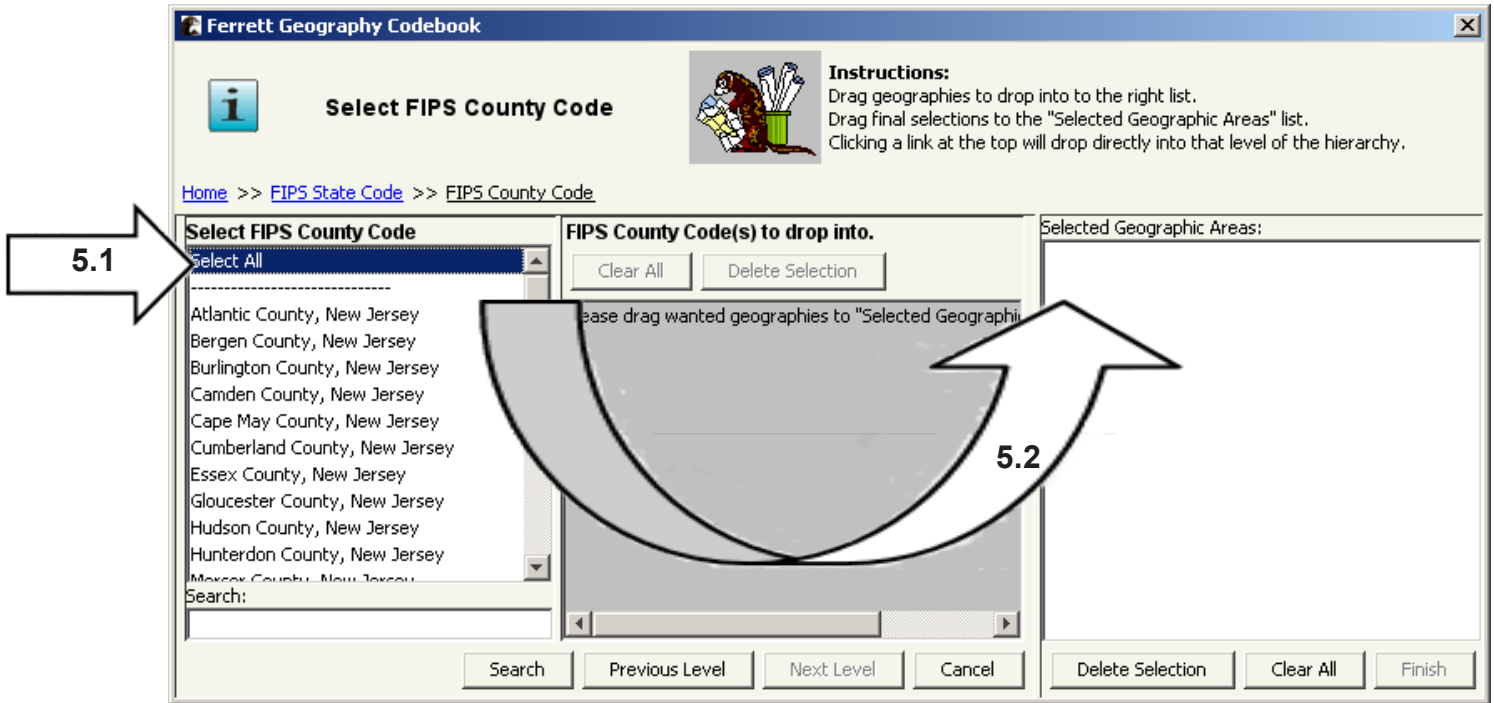 Ferrett Geography Codebook
Select FIPS County Code
Instructions:
Drag geographies to drop into to the right list.
Drag final selections to the "Selected Geographic Areas" list.
Clicking a link at the top will drop directly into that level of the hierarchy.
Home >> FIPS State Code >> FIPS County Code
5.1
Select FIPS County Code
Select All
------------------------------
Atlantic County, New Jersey
Bergen County, New Jersey
Burlington County, New Jersey
Camden County, New Jersey
Cape May County, New Jersey
Cumberland County, New Jersey
Essex County, New Jersey
Gloucester County, New Jersey
Hudson County, New Jersey
Hunterdon County, New Jersey
Mercer County, New Jersey
Search:
Search
FIPS County Code(s) to drop into.
Clear All
Delete Selection
ease drag wanted geographies to "Selected Geographi
5.2
Previous Level
Next Level
Cancel
Selected Geographic Areas:
Delete Selection
Clear All
Finish